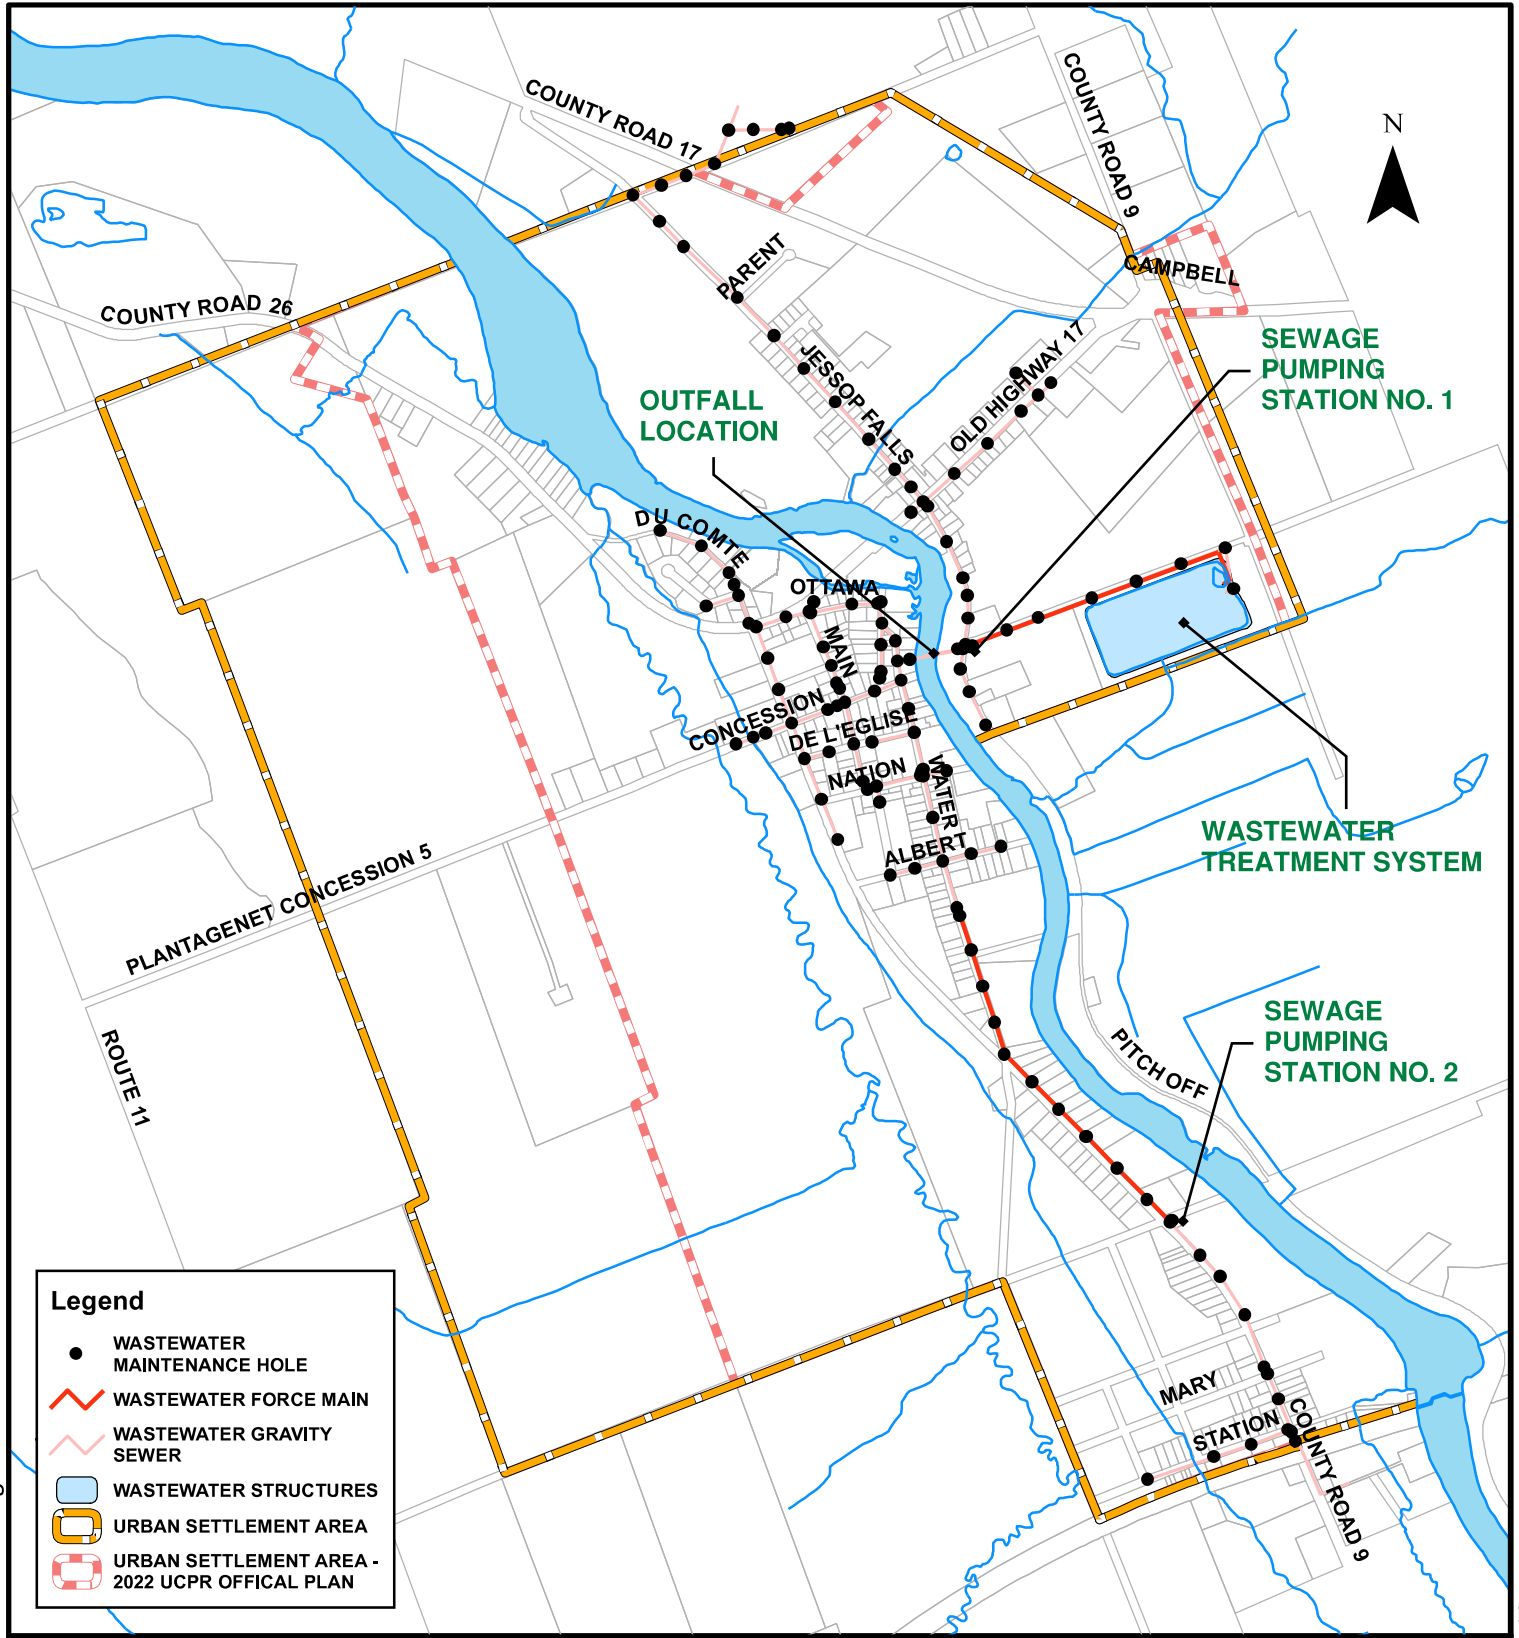 COUNTY ROAD 17
COUNTY ROAD 9
N
CAMPBELL
PARENT
COUNTY ROAD 26
JESSOP FALLS
OLD HIGHWAY 17
SEWAGE
PUMPING
STATION NO. 1
OUTFALL
LOCATION
DU COMTE
OTTAWA
MAIN
CONCESSION
DE L'EGLISE
NATION
WATER
ALBERT
WASTEWATER
TREATMENT SYSTEM
PLANTAGENET CONCESSION 5
ROUTE 11
PITCH OFF
SEWAGE
PUMPING
STATION NO. 2
MARY
STATION
COUNTY ROAD 9
Legend
WASTEWATER
MAINTENANCE HOLE
WASTEWATER FORCE MAIN
WASTEWATER GRAVITY
SEWER
WASTEWATER STRUCTURES
URBAN SETTLEMENT AREA
URBAN SETTLEMENT AREA -
2022 UCPR OFFICAL PLAN